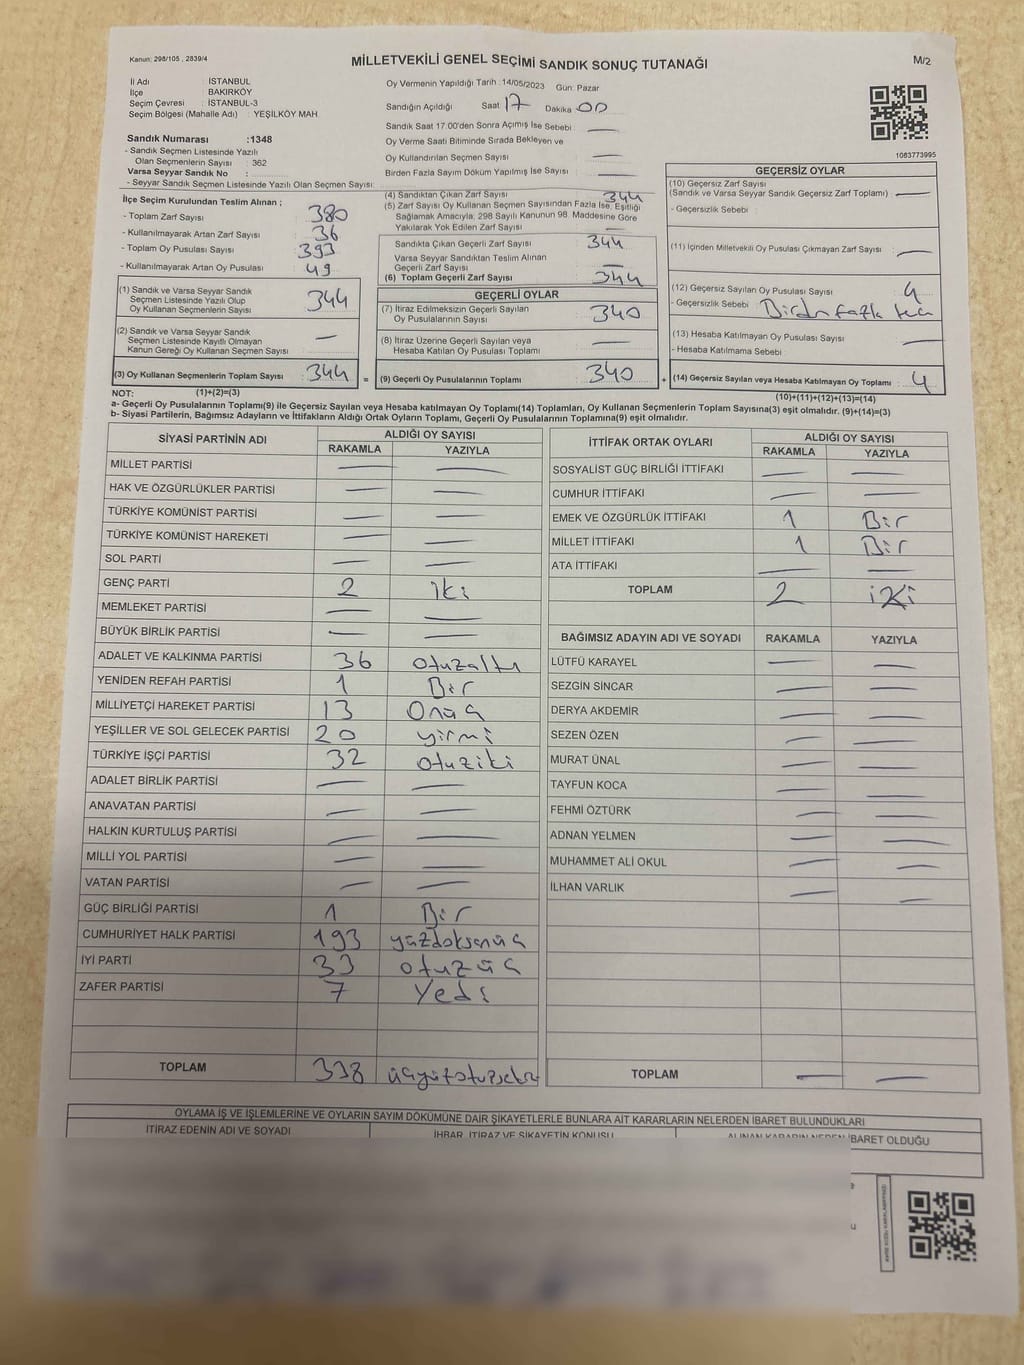 Kanun; 298/105 , 2839/4
MİLLETVEKİLİ GENEL SEÇİMİ SANDIK SONUÇ TUTANAĞI
M/2
İl Adı : İSTANBUL
İlçe : BAKIRKÖY
Seçim Çevresi : İSTANBUL-3
Seçim Bölgesi (Mahalle Adı) : YEŞİLKÖY MAH.
Sandık Numarası :1348
- Sandık Seçmen Listesinde Yazılı
Olan Seçmenlerin Sayısı : 362
Varsa Seyyar Sandık No :
- Seyyar Sandık Seçmen Listesinde Yazılı Olan Seçmen Sayısı:
Oy Vermenin Yapıldığı Tarih : 14/05/2023 Gün: Pazar
Sandığın Açıldığı Saat 17 Dakika 00
Sandık Saat 17.00'den Sonra Açılmış İse Sebebi —
Oy Verme Saati Bitiminde Sırada Bekleyen ve
Oy Kullandırılan Seçmen Sayısı —
Birden Fazla Sayım Döküm Yapılmış İse Sayısı : —
1083773995
İlçe Seçim Kurulundan Teslim Alınan ;
- Toplam Zarf Sayısı : 380
- Kullanılmayarak Artan Zarf Sayısı : 36
- Toplam Oy Pusulası Sayısı : 393
- Kullanılmayarak Artan Oy Pusulası : 49
(1) Sandık ve Varsa Seyyar Sandık
Seçmen Listesinde Yazılı Olup
Oy Kullanan Seçmenlerin Sayısı 344
(2) Sandık ve Varsa Seyyar Sandık
Seçmen Listesinde Kayıtlı Olmayan
Kanun Gereği Oy Kullanan Seçmen Sayısı —
(3) Oy Kullanan Seçmenlerin Toplam Sayısı : 344
(4) Sandıktan Çıkan Zarf Sayısı 344
(5) Zarf Sayısı Oy Kullanan Seçmen Sayısından Fazla İse, Eşitliği
Sağlamak Amacıyla, 298 Sayılı Kanunun 98. Maddesine Göre
Yakılarak Yok Edilen Zarf Sayısı —
Sandıkta Çıkan Geçerli Zarf Sayısı : 344
Varsa Seyyar Sandıktan Teslim Alınan
Geçerli Zarf Sayısı : —
(6) Toplam Geçerli Zarf Sayısı : 344
GEÇERLİ OYLAR
(7) İtiraz Edilmeksizin Geçerli Sayılan
Oy Pusulalarının Sayısı : 340
(8) İtiraz Üzerine Geçerli Sayılan veya
Hesaba Katılan Oy Pusulası Toplamı : —
= (9) Geçerli Oy Pusulalarının Toplamı : 340
GEÇERSİZ OYLAR
(10) Geçersiz Zarf Sayısı
(Sandık ve Varsa Seyyar Sandık Geçersiz Zarf Toplamı) : —
- Geçersizlik Sebebi :
(11) İçinden Milletvekili Oy Pusulası Çıkmayan Zarf Sayısı : —
(12) Geçersiz Sayılan Oy Pusulası Sayısı : 4
- Geçersizlik Sebebi : Birden fazla
(13) Hesaba Katılmayan Oy Pusulası Sayısı : —
- Hesaba Katılmama Sebebi :
+ (14) Geçersiz Sayılan veya Hesaba Katılmayan Oy Toplamı : 4
NOT: (1)+(2)=(3) (10)+(11)+(12)+(13)=(14)
a- Geçerli Oy Pusulalarının Toplamı(9) ile Geçersiz Sayılan veya Hesaba katılmayan Oy Toplamı(14) Toplamları, Oy Kullanan Seçmenlerin Toplam Sayısına(3) eşit olmalıdır. (9)+(14)=(3)
b- Siyasi Partilerin, Bağımsız Adayların ve İttifakların Aldığı Ortak Oyların Toplamı, Geçerli Oy Pusulalarının Toplamına(9) eşit olmalıdır.
SİYASİ PARTİNİN ADI ALDIĞI OY SAYISI
RAKAMLA YAZIYLA
MİLLET PARTİSİ — —
HAK VE ÖZGÜRLÜKLER PARTİSİ — —
TÜRKİYE KOMÜNİST PARTİSİ — —
TÜRKİYE KOMÜNİST HAREKETİ — —
SOL PARTİ — —
GENÇ PARTİ 2 iki
MEMLEKET PARTİSİ — —
BÜYÜK BİRLİK PARTİSİ — —
ADALET VE KALKINMA PARTİSİ 36 otuzaltı
YENİDEN REFAH PARTİSİ 1 Bir
MİLLİYETÇİ HAREKET PARTİSİ 13 Onüç
YEŞİLLER VE SOL GELECEK PARTİSİ 20 yirmi
TÜRKİYE İŞÇİ PARTİSİ 32 otuziki
ADALET BİRLİK PARTİSİ — —
ANAVATAN PARTİSİ — —
HALKIN KURTULUŞ PARTİSİ — —
MİLLİ YOL PARTİSİ — —
VATAN PARTİSİ — —
GÜÇ BİRLİĞİ PARTİSİ 1 Bir
CUMHURİYET HALK PARTİSİ 193 yüzdoksanüç
İYİ PARTİ 33 otuzüç
ZAFER PARTİSİ 7 Yedi
TOPLAM 338 üçyüzotuzsekiz
İTTİFAK ORTAK OYLARI ALDIĞI OY SAYISI
RAKAMLA YAZIYLA
SOSYALİST GÜÇ BİRLİĞİ İTTİFAKI — —
CUMHUR İTTİFAKI — —
EMEK VE ÖZGÜRLÜK İTTİFAKI 1 Bir
MİLLET İTTİFAKI 1 Bir
ATA İTTİFAKI — —
TOPLAM 2 iki
BAĞIMSIZ ADAYIN ADI VE SOYADI RAKAMLA YAZIYLA
LÜTFÜ KARAYEL — —
SEZGİN SİNCAR — —
DERYA AKDEMİR — —
SEZEN ÖZEN — —
MURAT ÜNAL — —
TAYFUN KOCA — —
FEHMİ ÖZTÜRK — —
ADNAN YELMEN — —
MUHAMMET ALİ OKUL — —
İLHAN VARLIK — —
TOPLAM — —
OYLAMA İŞ VE İŞLEMLERİNE VE OYLARIN SAYIM DÖKÜMÜNE DAİR ŞİKAYETLERLE BUNLARA AİT KARARLARIN NELERDEN İBARET BULUNDUKLARI
İTİRAZ EDENİN ADI VE SOYADI İHBAR, İTİRAZ VE ŞİKAYETİN KONUSU ALINAN KARARIN NEDEN İBARET OLDUĞU